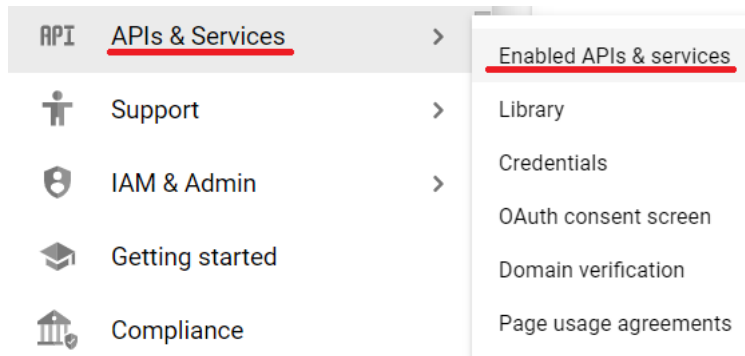 API APIs & Services
Support
IAM & Admin
Getting started
Compliance
Enabled APIs & services
Library
Credentials
OAuth consent screen
Domain verification
Page usage agreements